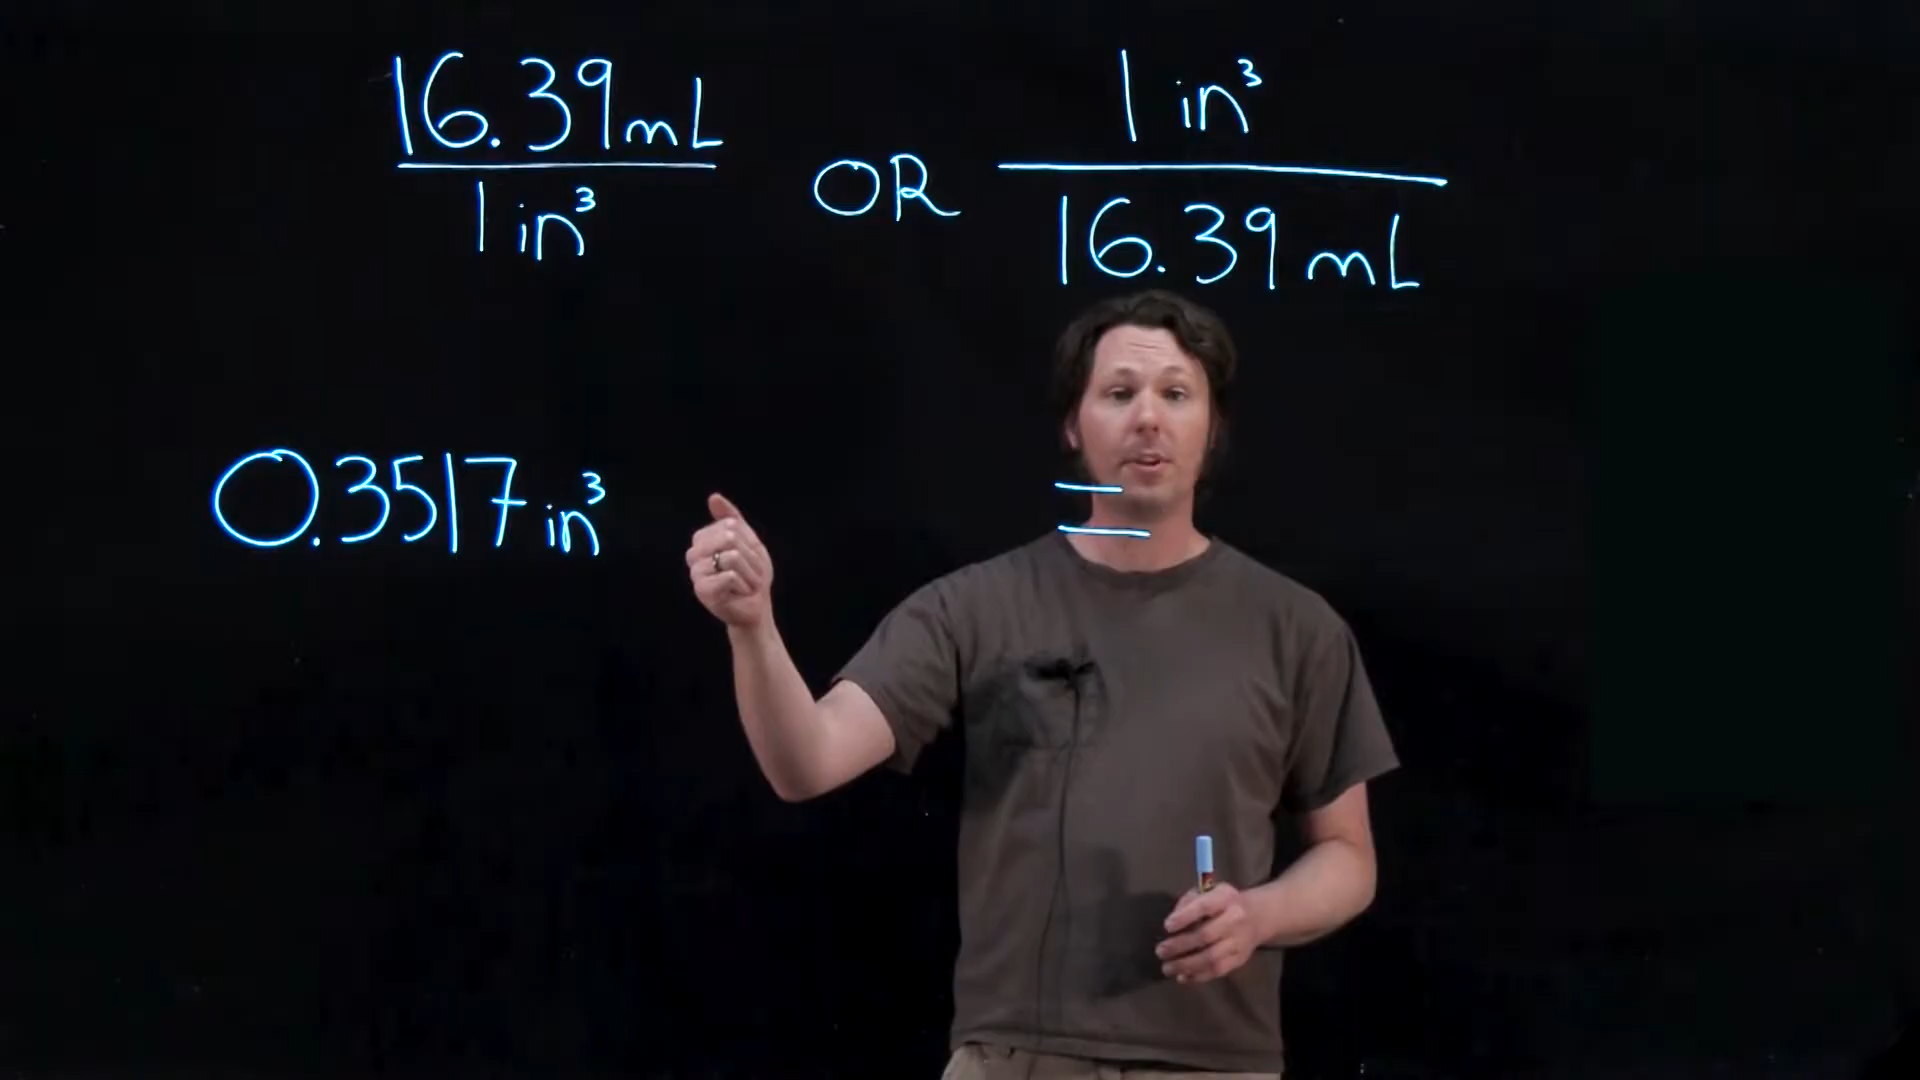 16.39 mL
1 in³
OR
1 in³
16.39 mL
0.3517 in³ =